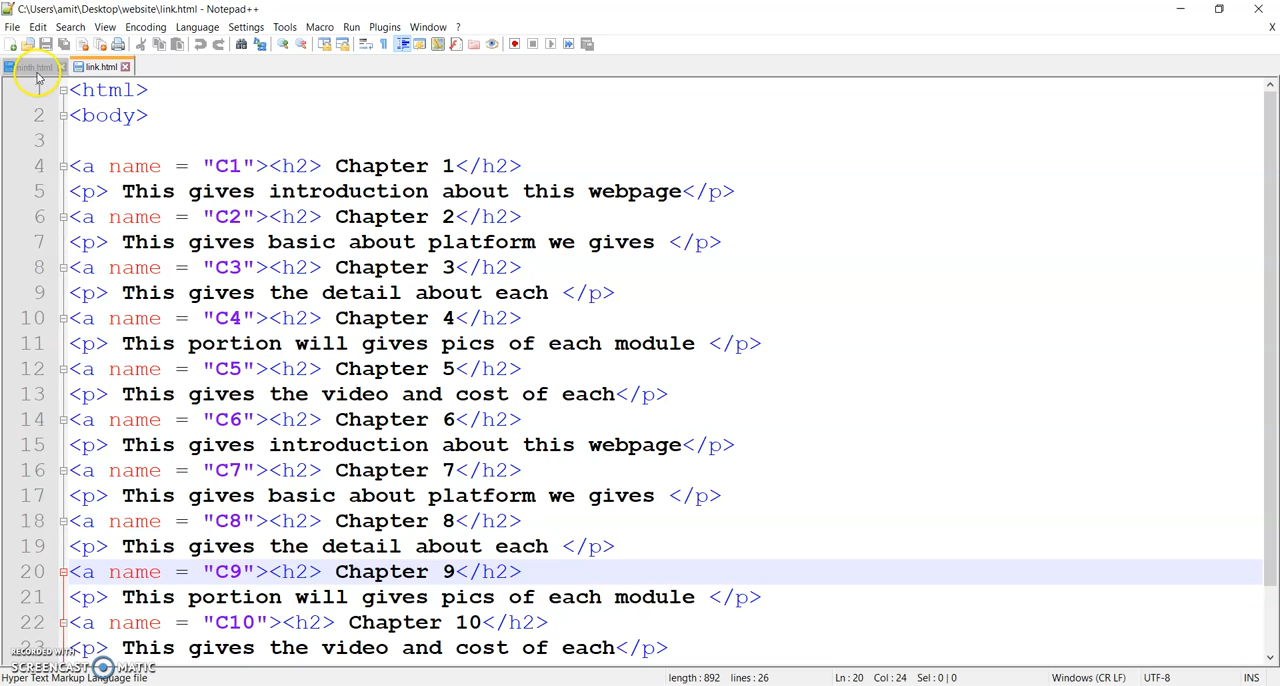 C:\Users\amit\Desktop\website\link.html - Notepad++
File Edit Search View Encoding Language Settings Tools Macro Run Plugins Window ? X
ninth.html link.html
1 <html>
2 <body>
3
4 <a name = "C1"><h2> Chapter 1</h2>
5 <p> This gives introduction about this webpage</p>
6 <a name = "C2"><h2> Chapter 2</h2>
7 <p> This gives basic about platform we gives </p>
8 <a name = "C3"><h2> Chapter 3</h2>
9 <p> This gives the detail about each </p>
10 <a name = "C4"><h2> Chapter 4</h2>
11 <p> This portion will gives pics of each module </p>
12 <a name = "C5"><h2> Chapter 5</h2>
13 <p> This gives the video and cost of each</p>
14 <a name = "C6"><h2> Chapter 6</h2>
15 <p> This gives introduction about this webpage</p>
16 <a name = "C7"><h2> Chapter 7</h2>
17 <p> This gives basic about platform we gives </p>
18 <a name = "C8"><h2> Chapter 8</h2>
19 <p> This gives the detail about each </p>
20 <a name = "C9"><h2> Chapter 9</h2>
21 <p> This portion will gives pics of each module </p>
22 <a name = "C10"><h2> Chapter 10</h2>
23 <p> This gives the video and cost of each</p>
RECORDED WITH
SCREENCAST MATIC
Hyper Text Markup Language file length : 892 lines : 26 Ln : 20 Col : 24 Sel : 0 | 0 Windows (CR LF) UTF-8 INS